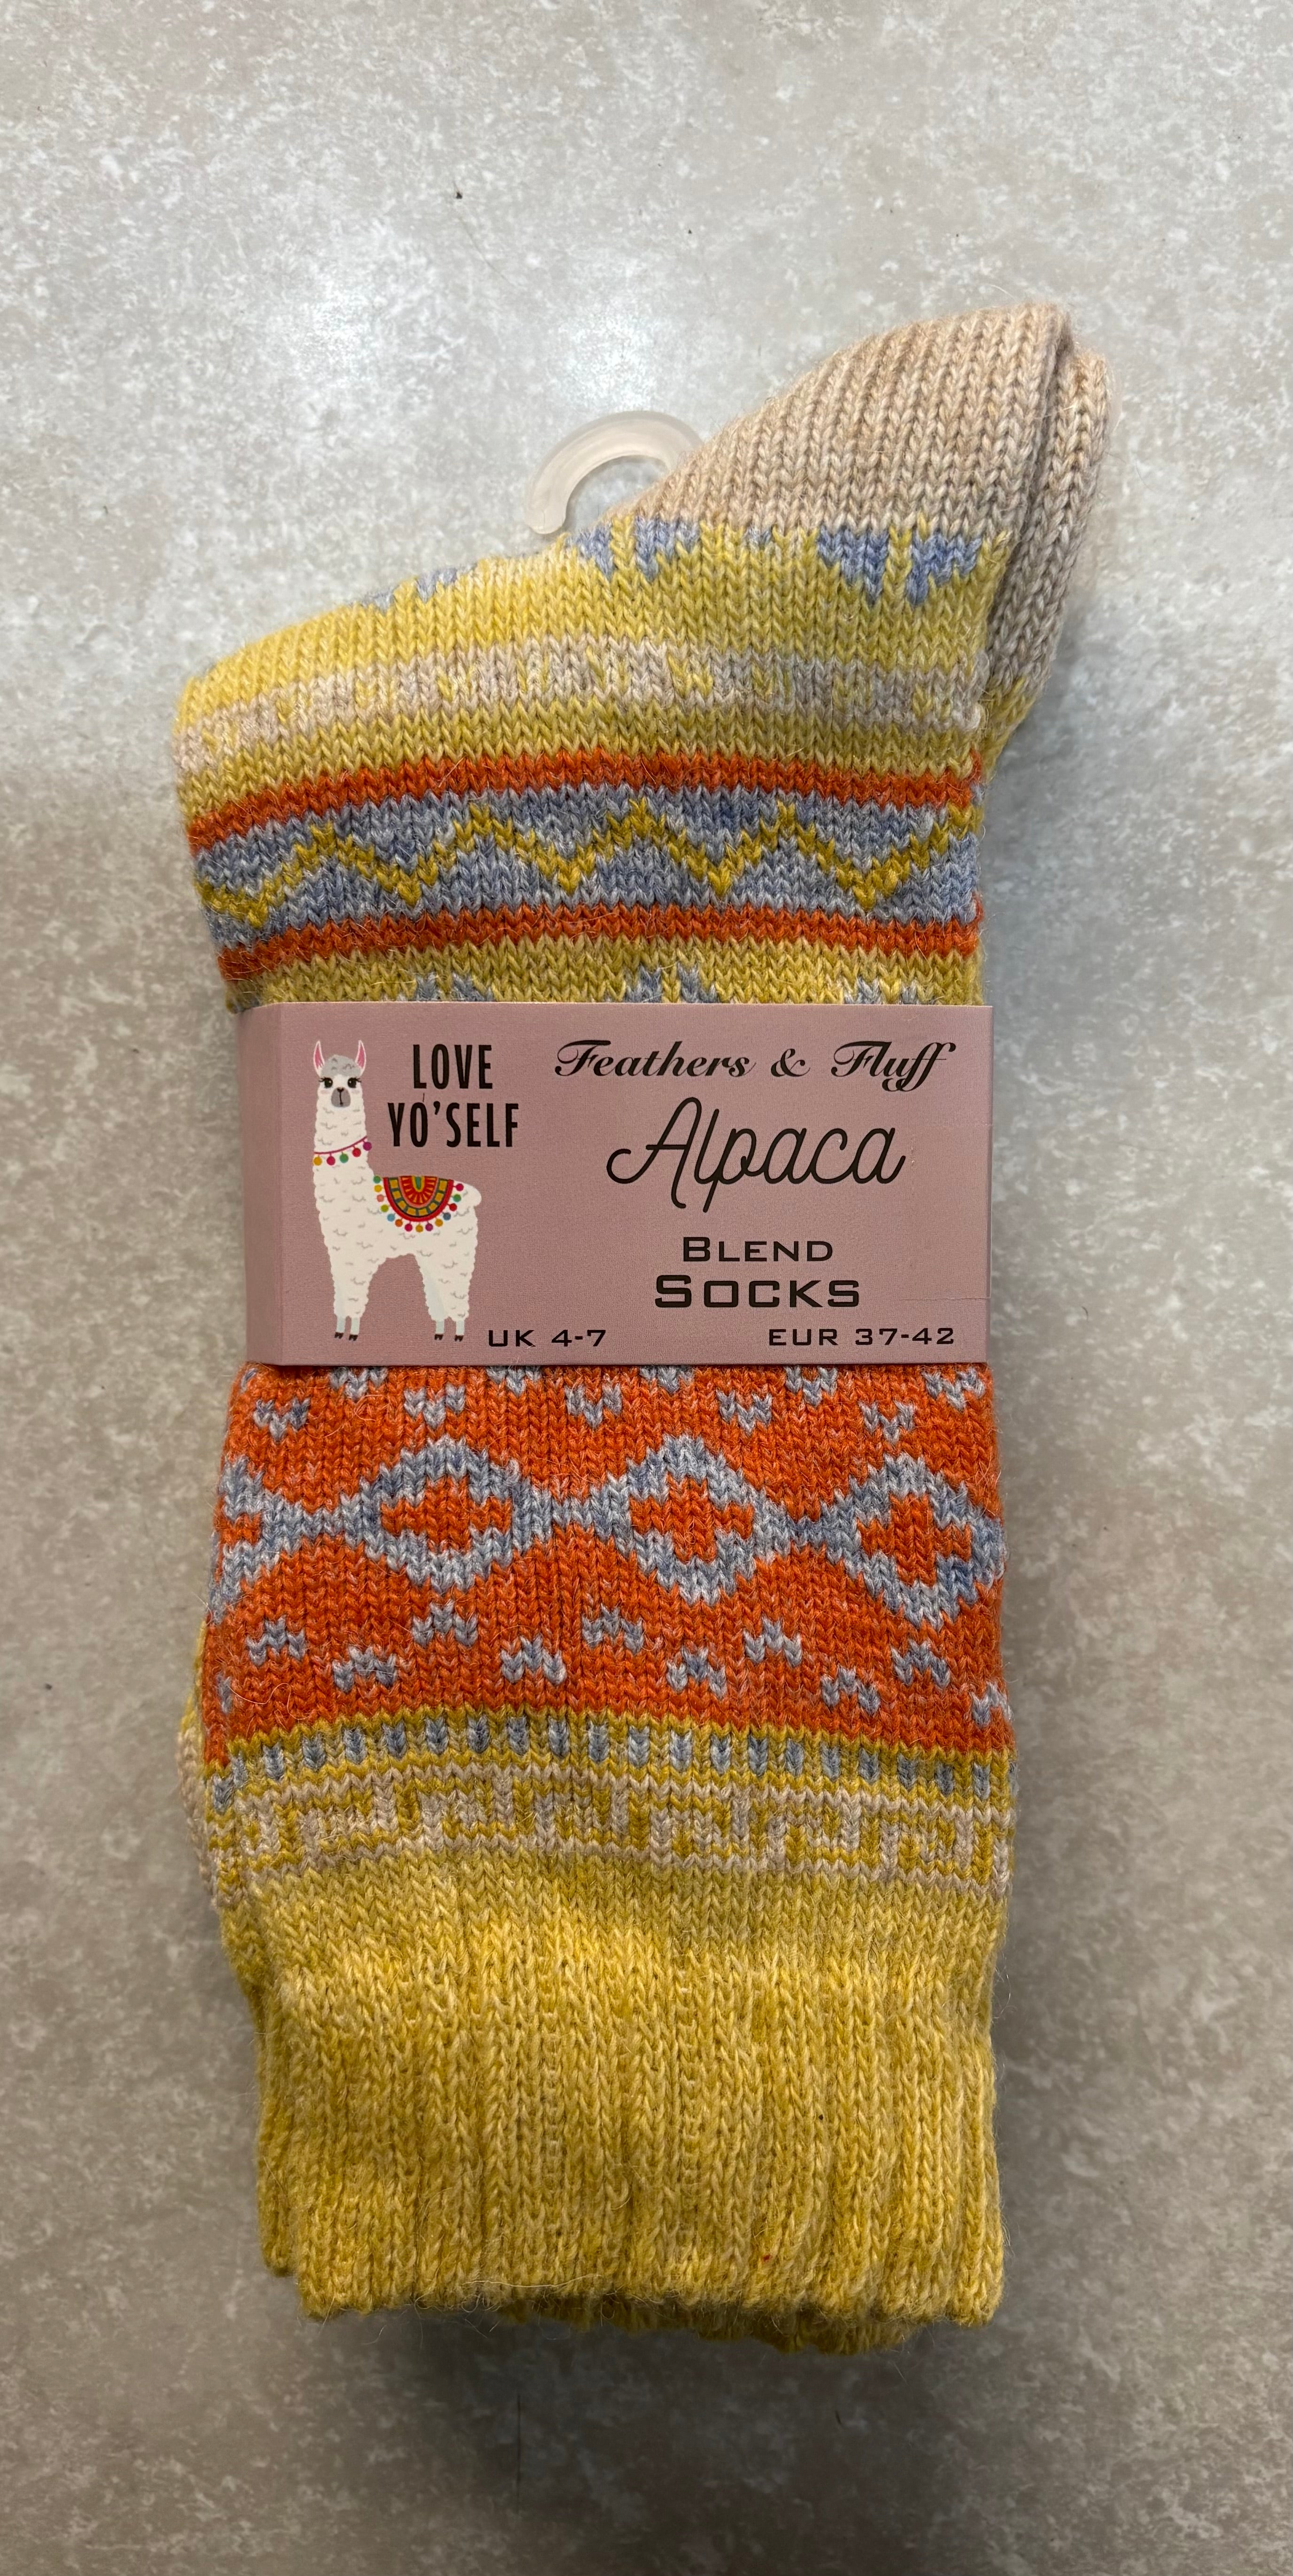 LOVE
YO'SELF
Feathers & Fluff
Alpaca
BLEND
SOCKS
UK 4-7
EUR 37-42